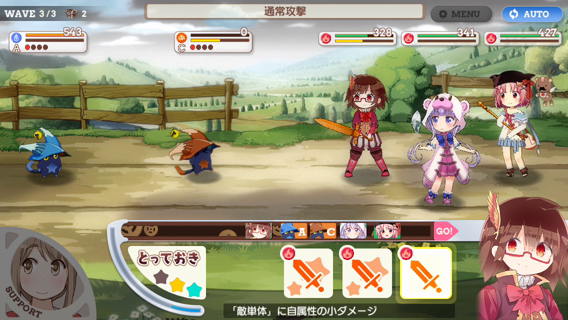 WAVE 3/3
2
通常攻撃
MENU
AUTO
543
A
0
C
328
341
427
A
C
GO!
とっておき
SUPPORT
「敵単体」に自属性の小ダメージ